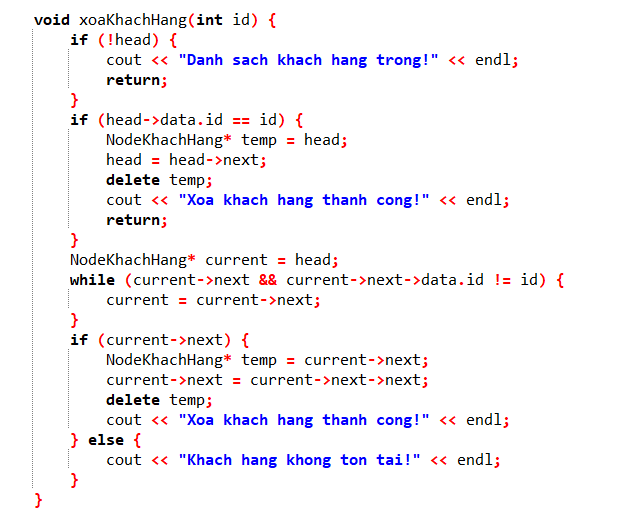 void xoaKhachHang(int id) {
    if (!head) {
        cout << "Danh sach khach hang trong!" << endl;
        return;
    }
    if (head->data.id == id) {
        NodeKhachHang* temp = head;
        head = head->next;
        delete temp;
        cout << "Xoa khach hang thanh cong!" << endl;
        return;
    }
    NodeKhachHang* current = head;
    while (current->next && current->next->data.id != id) {
        current = current->next;
    }
    if (current->next) {
        NodeKhachHang* temp = current->next;
        current->next = current->next->next;
        delete temp;
        cout << "Xoa khach hang thanh cong!" << endl;
    } else {
        cout << "Khach hang khong ton tai!" << endl;
    }
}